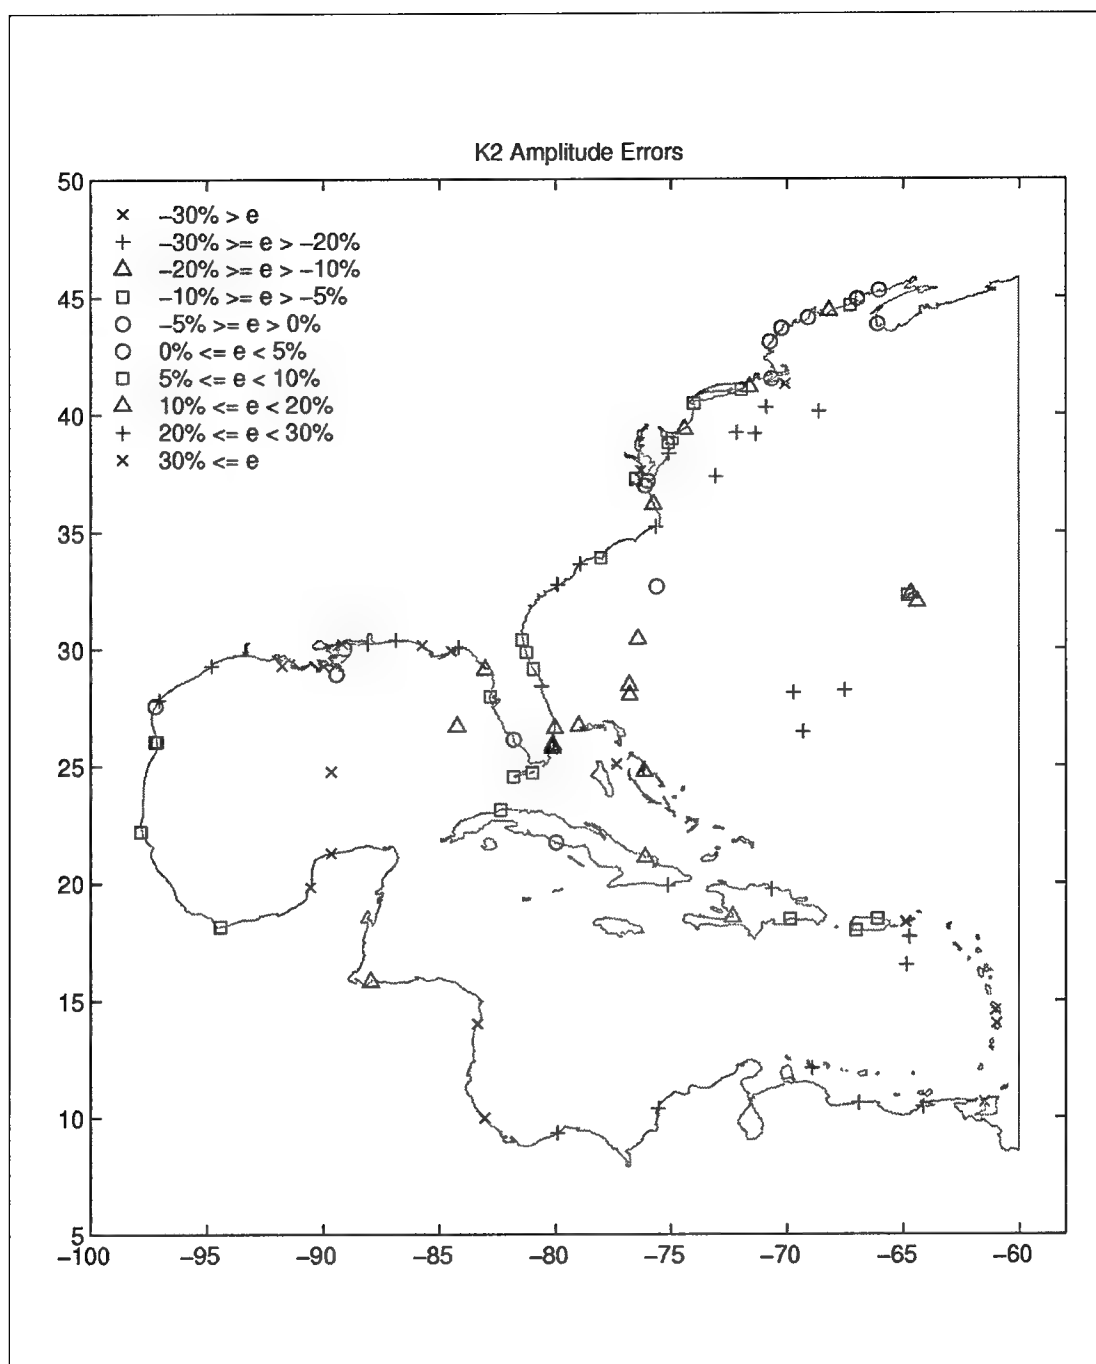 K2 Amplitude Errors
50
45
40
35
30
25
20
15
10
5
× −30% > e
+ −30% >= e > −20%
△ −20% >= e > −10%
□ −10% >= e > −5%
○ −5% >= e > 0%
○ 0% <= e < 5%
□ 5% <= e < 10%
△ 10% <= e < 20%
+ 20% <= e < 30%
× 30% <= e
−100 −95 −90 −85 −80 −75 −70 −65 −60